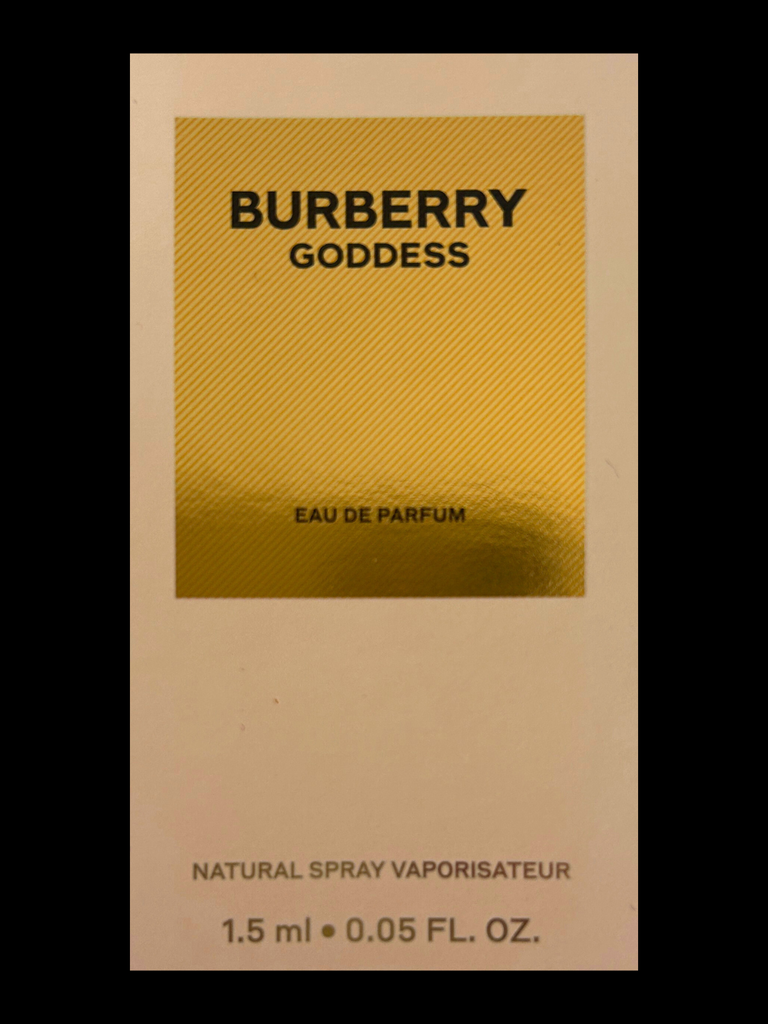 BURBERRY
GODDESS
EAU DE PARFUM
NATURAL SPRAY VAPORISATEUR
1.5 ml • 0.05 FL. OZ.